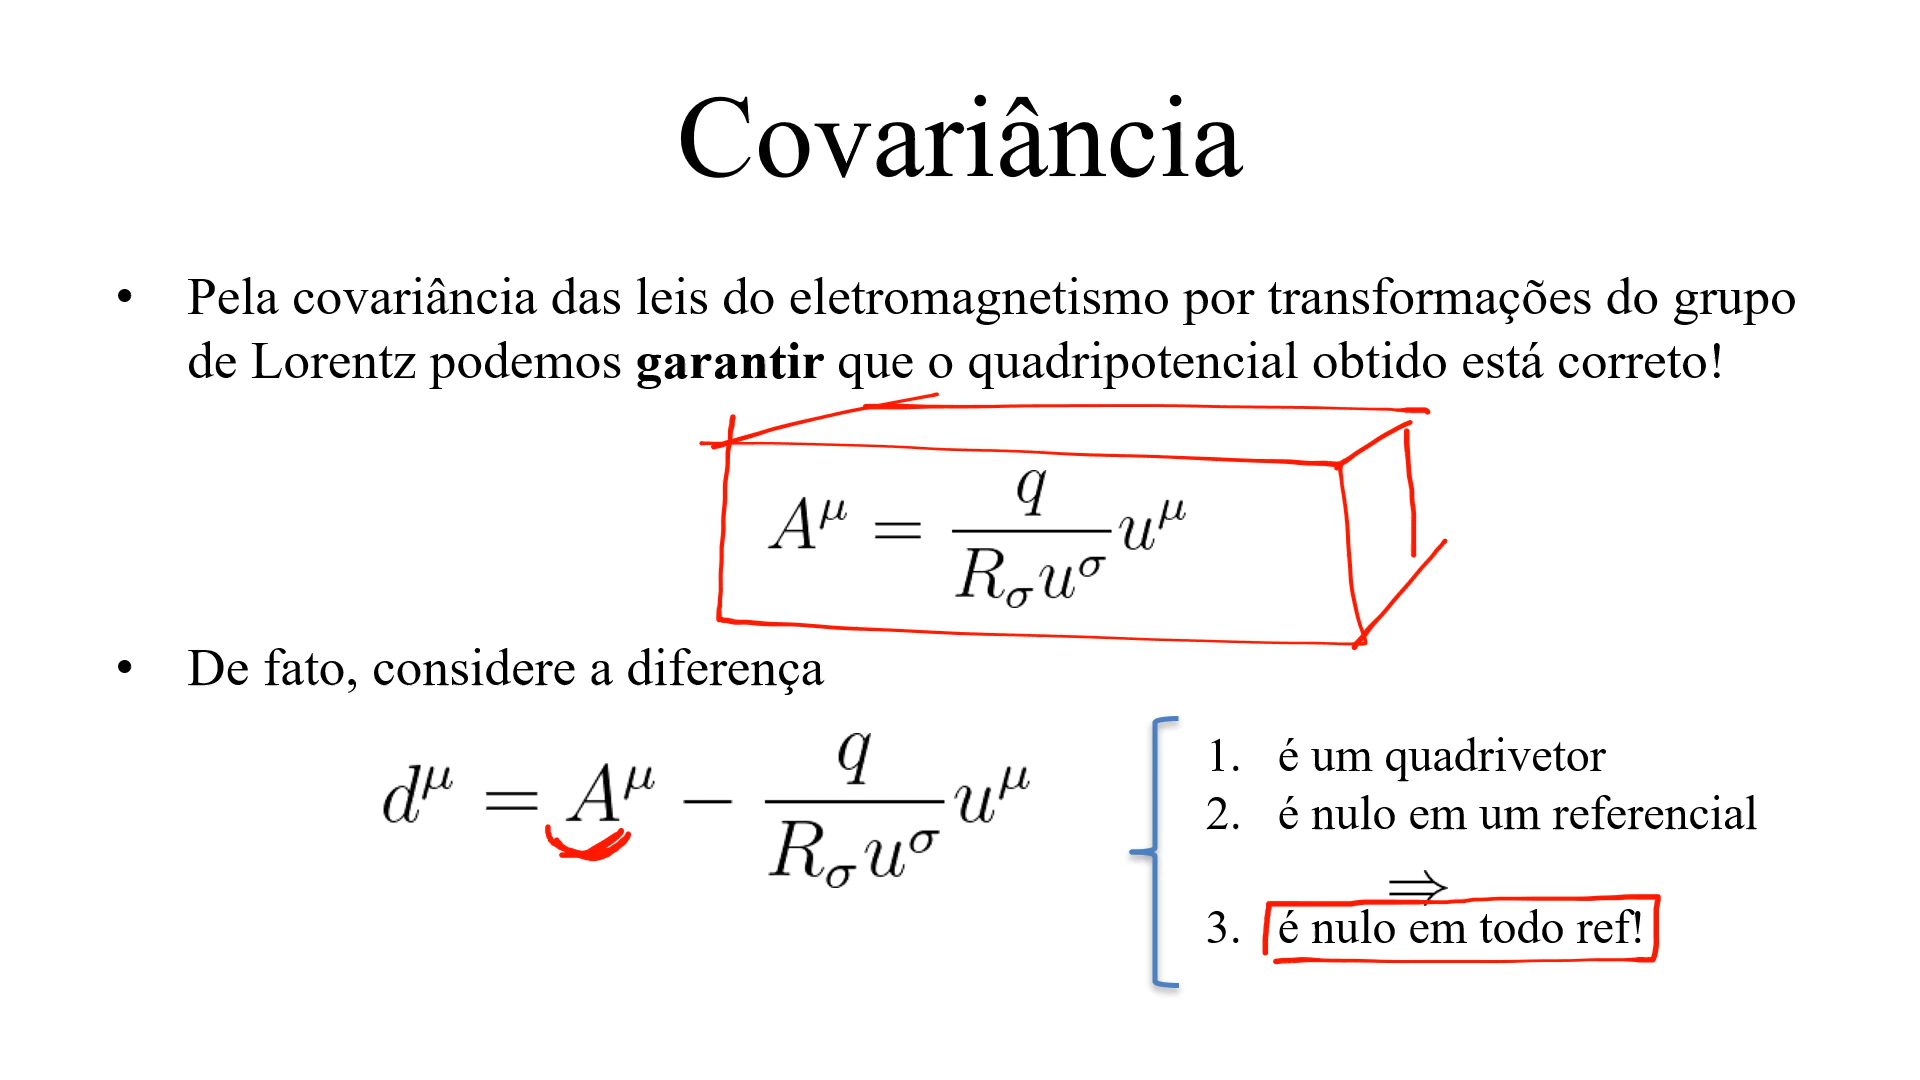 Covariância
• Pela covariância das leis do eletromagnetismo por transformações do grupo
de Lorentz podemos garantir que o quadripotencial obtido está correto!
A^μ = \frac{q}{R_σ u^σ} u^μ
• De fato, considere a diferença
d^μ = A^μ − \frac{q}{R_σ u^σ} u^μ
1. é um quadrivetor
2. é nulo em um referencial
⇒
3. é nulo em todo ref!